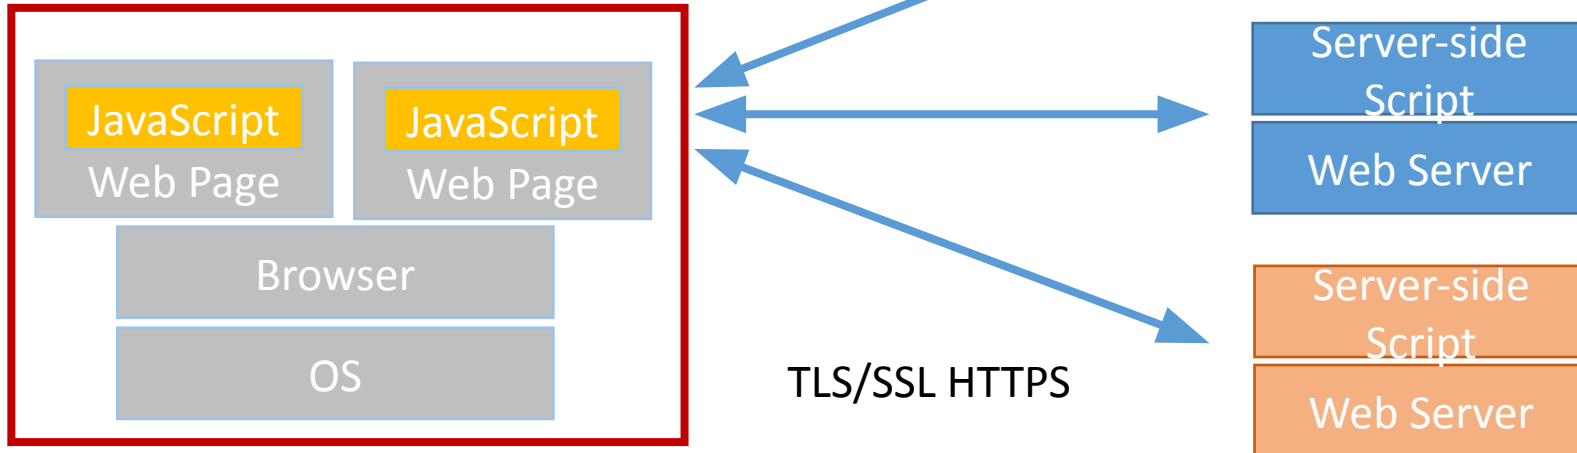 JavaScript
Web Page
JavaScript
Web Page
Browser
OS
TLS/SSL HTTPS
Server-side
Script
Web Server
Server-side
Script
Web Server